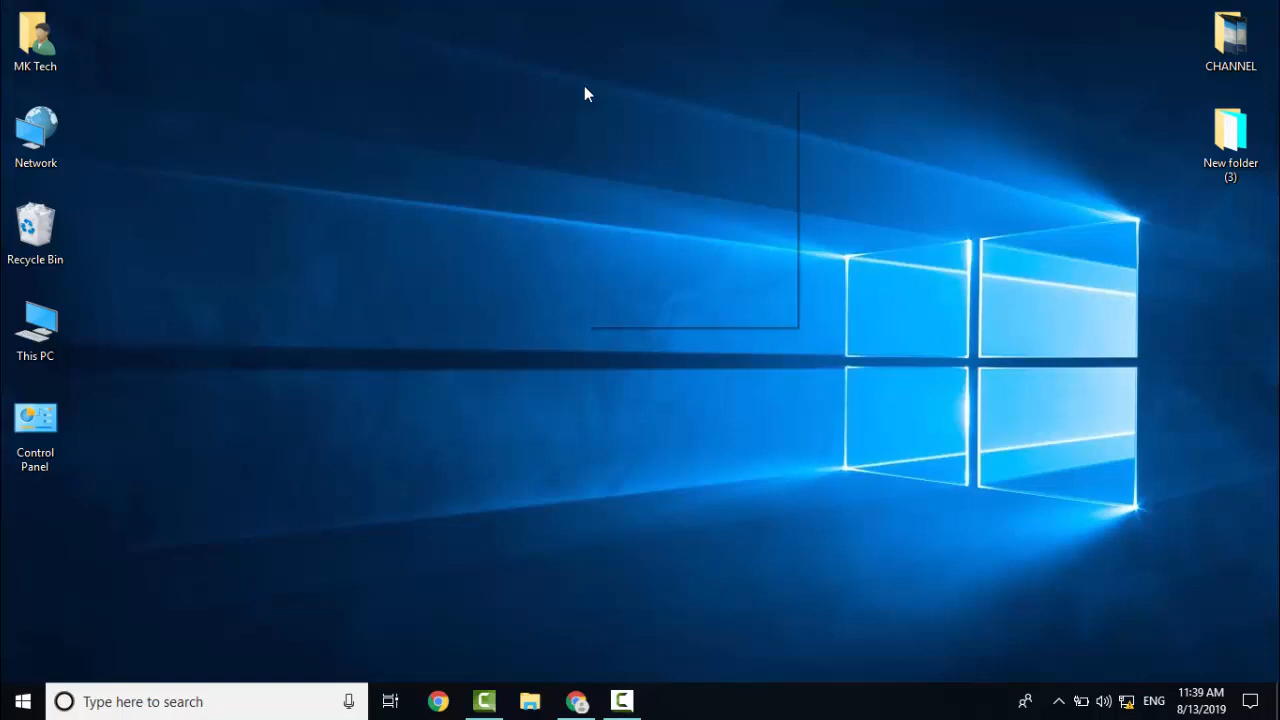 MK Tech
Network
Recycle Bin
This PC
Control
Panel
CHANNEL
New folder
(3)
Type here to search
ENG
11:39 AM
8/13/2019